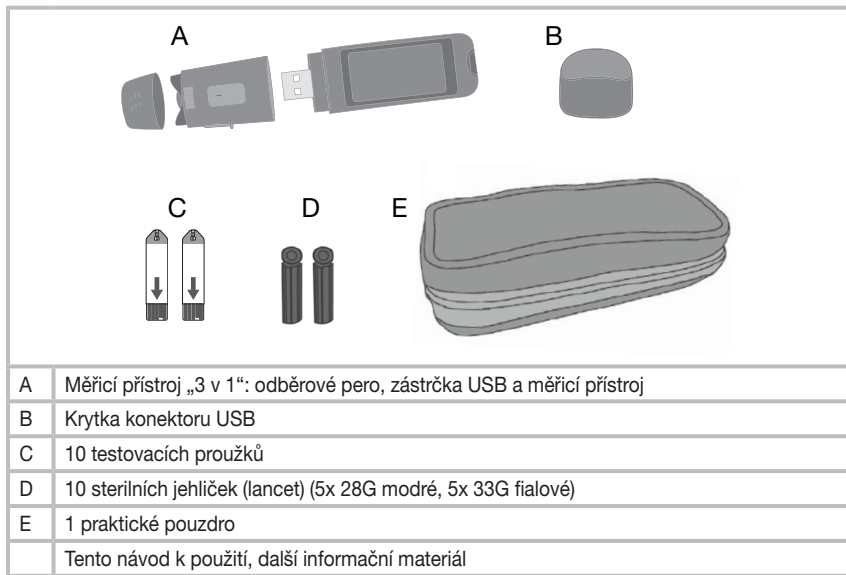 A
B
C
D
E
A Měřicí přístroj „3 v 1“: odběrové pero, zástrčka USB a měřicí přístroj
B Krytka konektoru USB
C 10 testovacích proužků
D 10 sterilních jehliček (lancet) (5x 28G modré, 5x 33G fialové)
E 1 praktické pouzdro
Tento návod k použití, další informační materiál